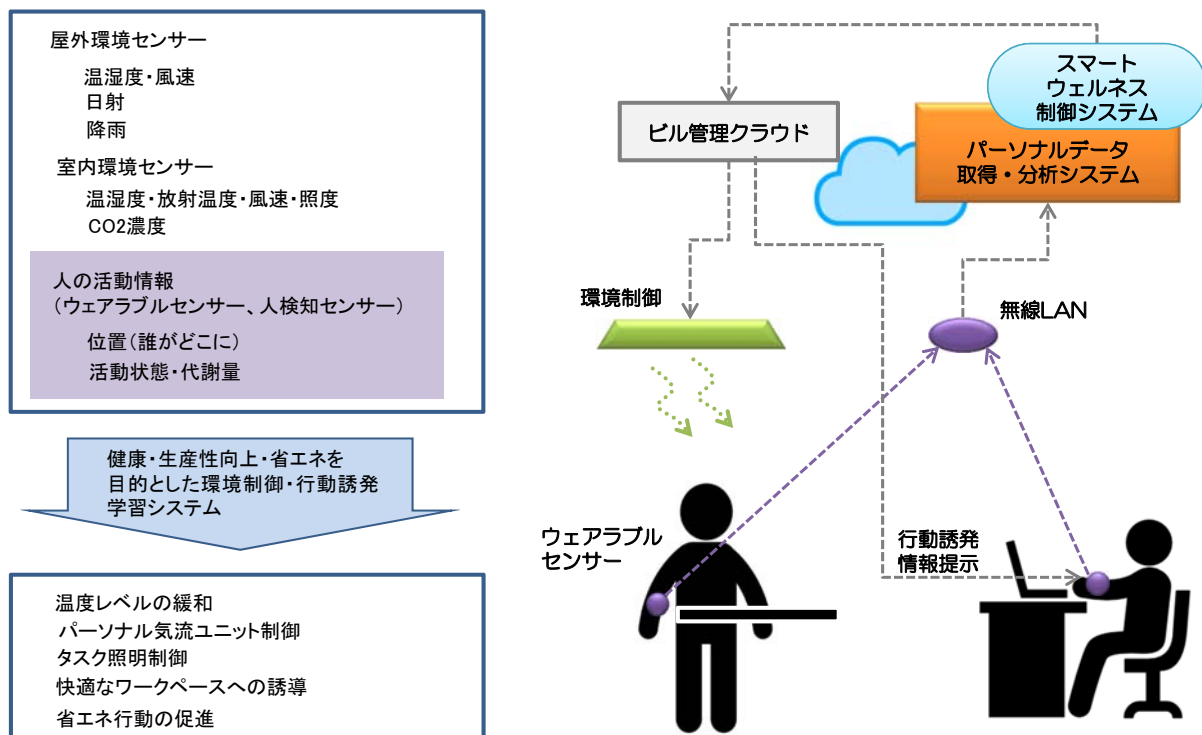 屋外環境センサー
温湿度・風速
日射
降雨
室内環境センサー
温湿度・放射温度・風速・照度
CO2濃度
人の活動情報
(ウェアラブルセンサー、人検知センサー)
位置(誰がどこに)
活動状態・代謝量
健康・生産性向上・省エネを
目的とした環境制御・行動誘発
学習システム
温度レベルの緩和
パーソナル気流ユニット制御
タスク照明制御
快適なワークペースへの誘導
省エネ行動の促進
スマート
ウェルネス
制御システム
ビル管理クラウド
パーソナルデータ
取得・分析システム
環境制御
無線LAN
ウェアラブル
センサー
行動誘発
情報提示